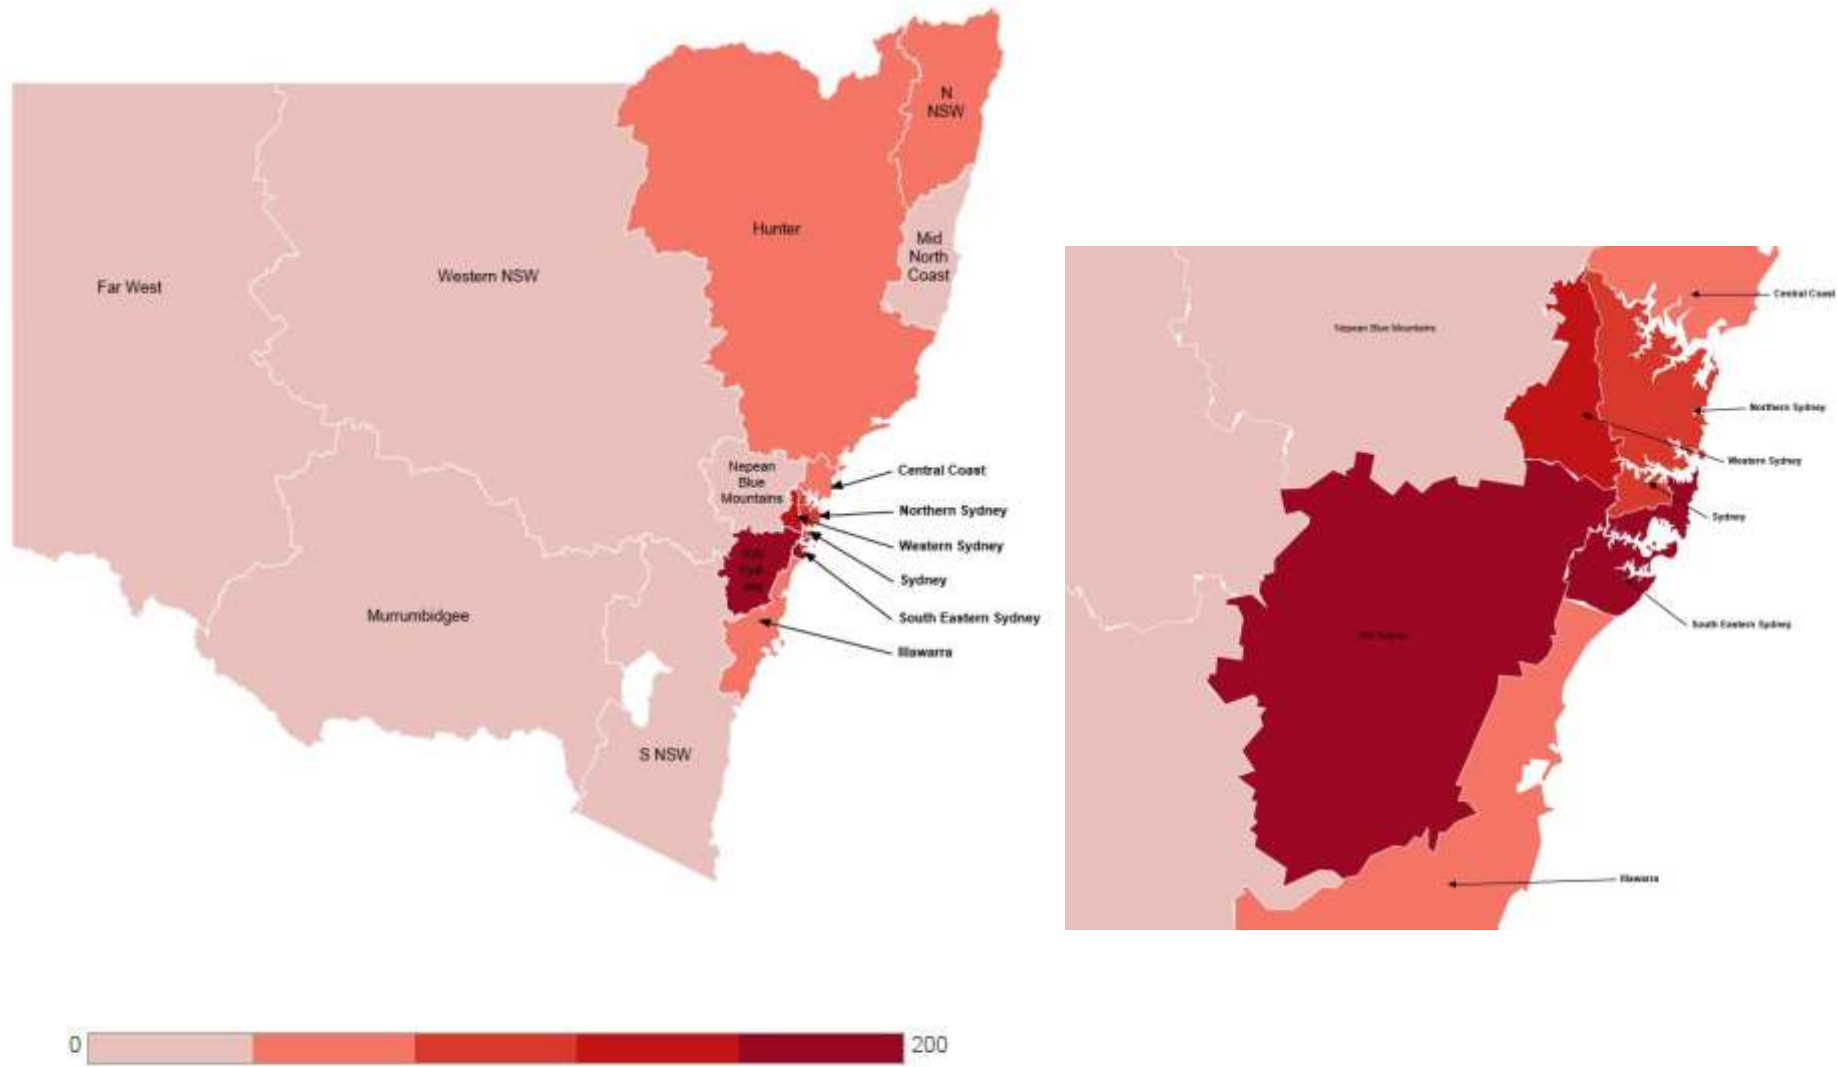 N
NSW
Hunter
Mid
North
Coast
Far West
Western NSW
Nepean
Blue
Mountains
Central Coast
Northern Sydney
Western Sydney
Sydney
South Eastern Sydney
Illawarra
Murrumbidgee
S NSW
Central Coast
Nepean Blue Mountains
Northern Sydney
Western Sydney
Sydney
South Eastern Sydney
Illawarra
0
200